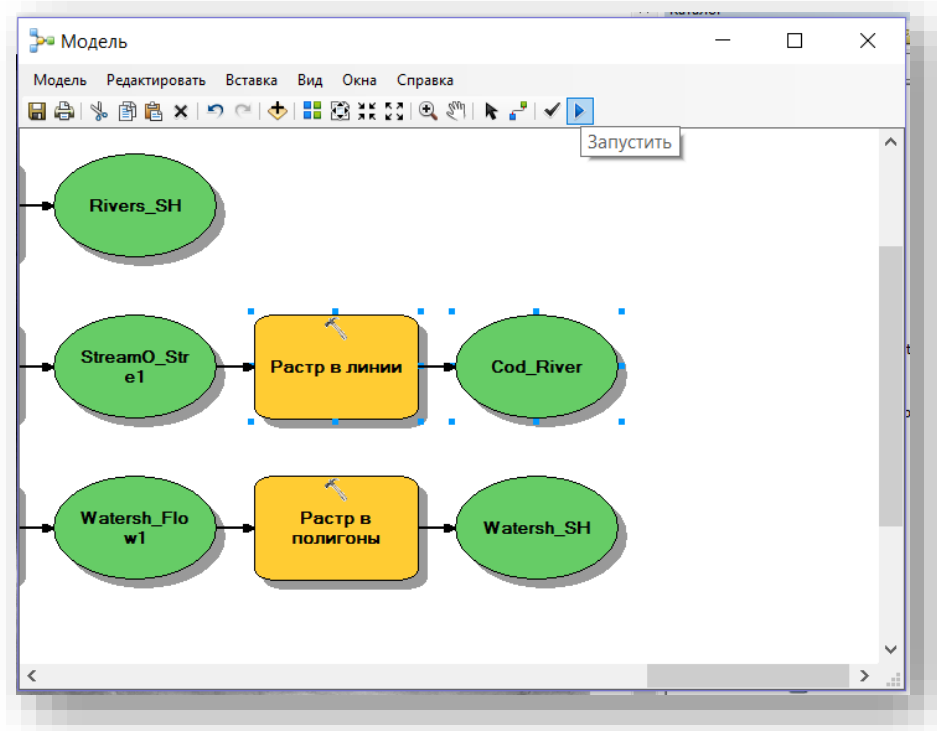 Каталог
Модель
Модель Редактировать Вставка Вид Окна Справка
Запустить
Rivers_SH
StreamO_Str
e1
Растр в линии
Cod_River
Watersh_Flo
w1
Растр в
полигоны
Watersh_SH